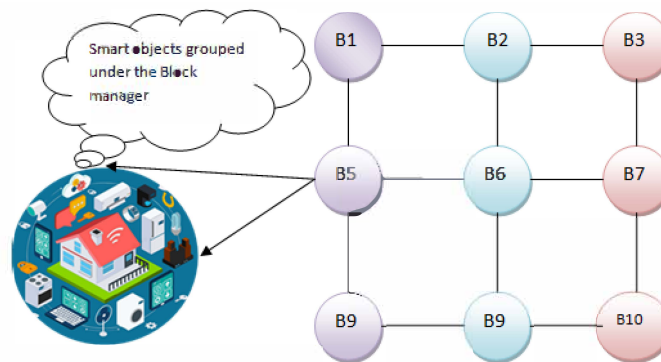 Smart objects grouped
under the Block
manager
B1
B2
B3
B5
B6
B7
B9
B9
B10